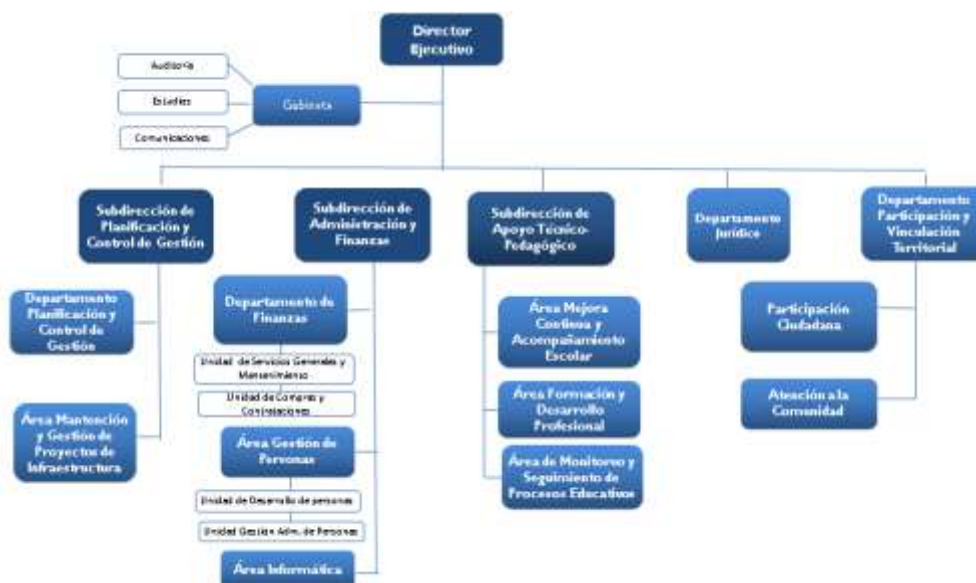 Director
Ejecutivo
Auditoría
Estudios
Comunicaciones
Gabinete
Subdirección de
Planificación y
Control de Gestión
Subdirección de
Administración y
Finanzas
Subdirección de
Apoyo Técnico-
Pedagógico
Departamento
Jurídico
Departamento
Participación y
Vinculación
Territorial
Departamento
Planificación y
Control de
Gestión
Área Mantención
y Gestión de
Proyectos de
Infraestructura
Departamento de
Finanzas
Unidad de Servicios Generales y
Mantenimiento
Unidad de Compras y
Contrataciones
Área Gestión de
Personas
Unidad de Desarrollo de personas
Unidad Gestión Adm. de Personas
Área Informática
Área Mejora
Continua y
Acompañamiento
Escolar
Área Formación y
Desarrollo
Profesional
Área de Monitoreo y
Seguimiento de
Procesos Educativos
Participación
Ciudadana
Atención a la
Comunidad